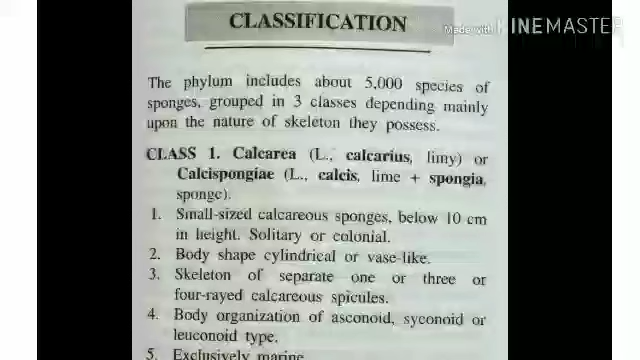 CLASSIFICATION
Made with KINEMASTER
The phylum includes about 5,000 species of
sponges, grouped in 3 classes depending mainly
upon the nature of skeleton they possess.
CLASS 1. Calcarea (L., calcarius, limy) or
Calcispongiae (L., calcis, lime + spongia,
sponge).
1. Small-sized calcareous sponges, below 10 cm
in height. Solitary or colonial.
2. Body shape cylindrical or vase-like.
3. Skeleton of separate one or three or
four-rayed calcareous spicules.
4. Body organization of asconoid, syconoid or
leuconoid type.
5. Exclusively marine.